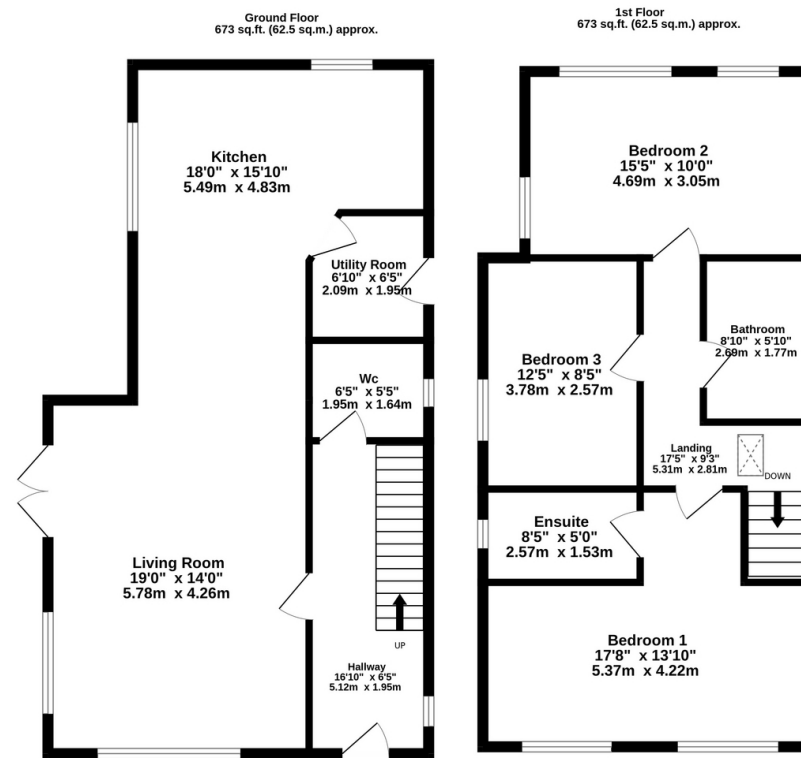 Ground Floor
673 sq.ft. (62.5 sq.m.) approx.
Kitchen
18'0" x 15'10"
5.49m x 4.83m
Utility Room
6'10" x 6'5"
2.09m x 1.95m
Wc
6'5" x 5'5"
1.95m x 1.64m
Living Room
19'0" x 14'0"
5.78m x 4.26m
UP
Hallway
16'10" x 6'5"
5.12m x 1.95m
1st Floor
673 sq.ft. (62.5 sq.m.) approx.
Bedroom 2
15'5" x 10'0"
4.69m x 3.05m
Bathroom
8'10" x 5'10"
2.69m x 1.77m
Bedroom 3
12'5" x 8'5"
3.78m x 2.57m
Landing
17'5" x 9'3"
5.31m x 2.81m
DOWN
Ensuite
8'5" x 5'0"
2.57m x 1.53m
Bedroom 1
17'8" x 13'10"
5.37m x 4.22m